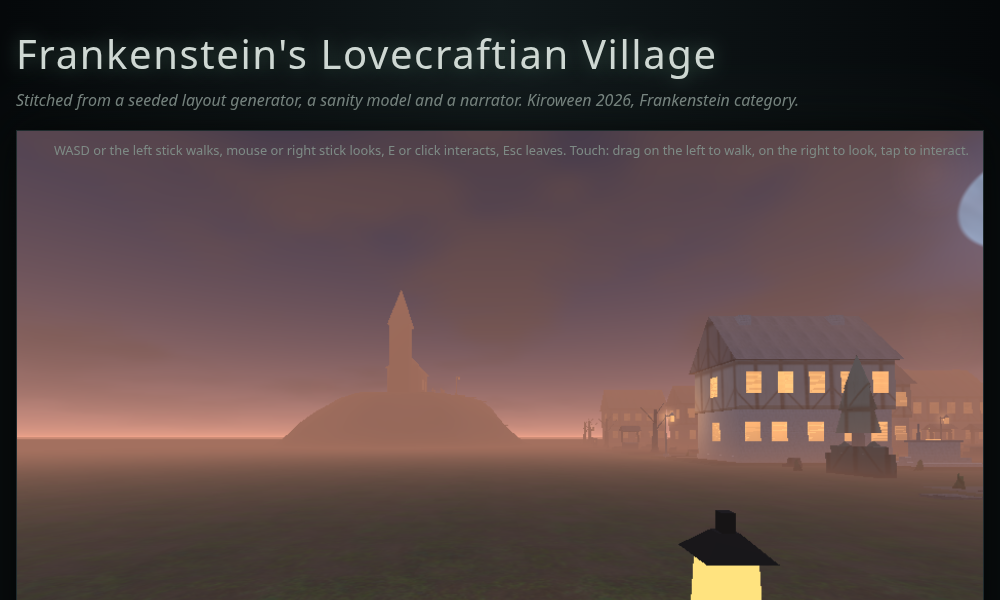 Frankenstein's Lovecraftian Village
Stitched from a seeded layout generator, a sanity model and a narrator. Kiroween 2026, Frankenstein category.
WASD or the left stick walks, mouse or right stick looks, E or click interacts, Esc leaves. Touch: drag on the left to walk, on the right to look, tap to interact.